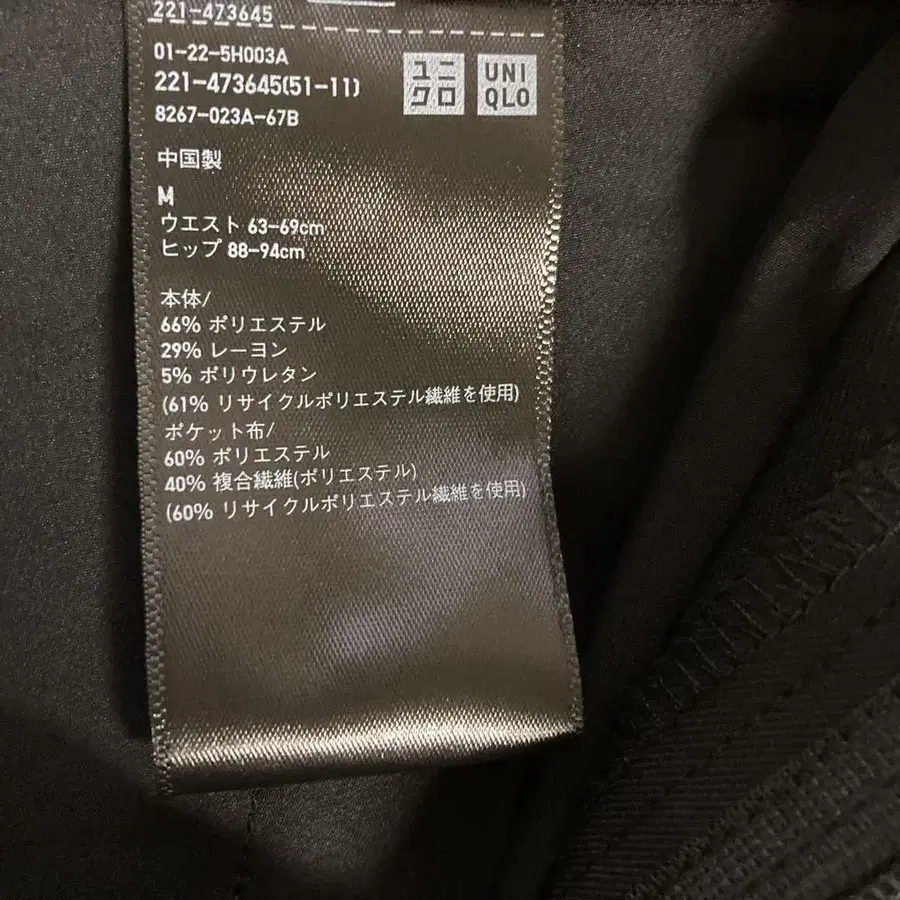 221-473645
01-22-5H003A
221-473645(51-11)
8267-023A-67B
ユニ
クロ
UNI
QLO
中国製
M
ウエスト 63-69cm
ヒップ 88-94cm
本体/
66% ポリエステル
29% レーヨン
5% ポリウレタン
(61% リサイクルポリエステル繊維を使用)
ポケット布/
60% ポリエステル
40% 複合繊維(ポリエステル)
(60% リサイクルポリエステル繊維を使用)